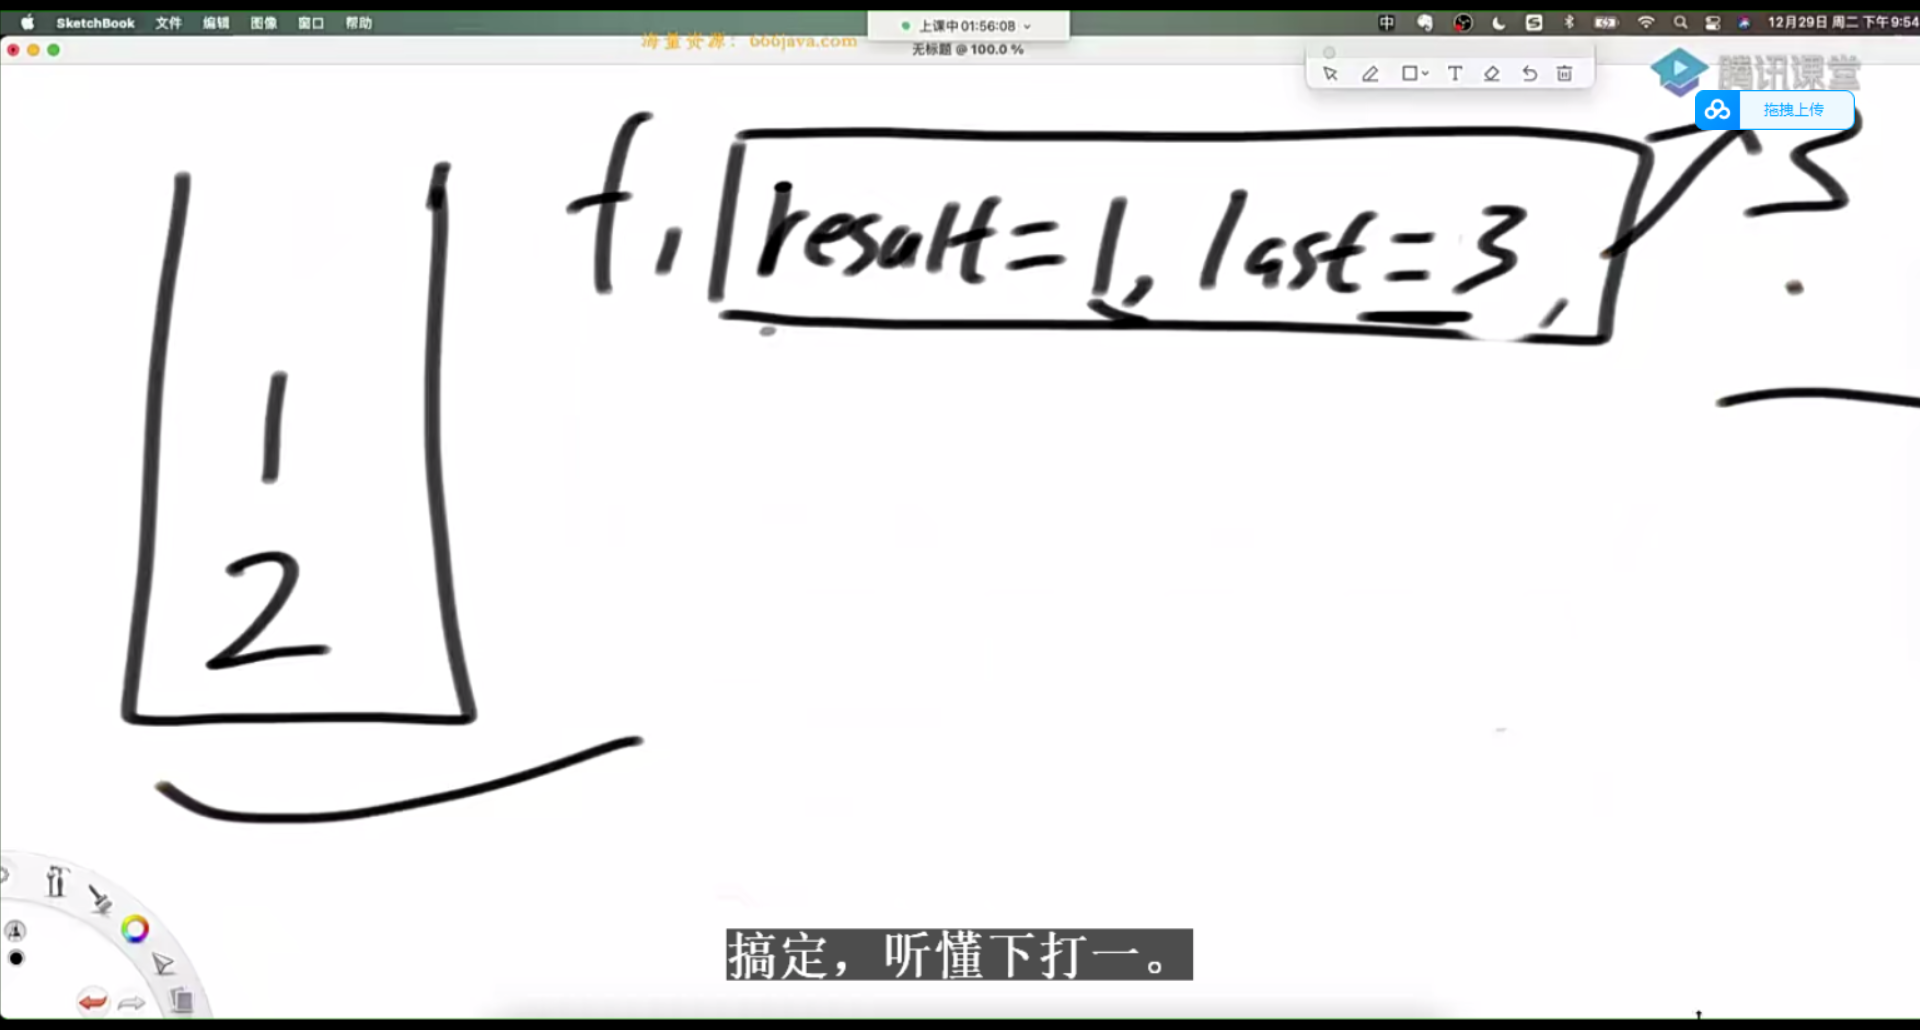 SketchBook 文件 编辑 图像 窗口 帮助
上课中 01:56:08
中
12月29日 周二 下午9:54
海量资源：666java.com
无标题 @ 100.0 %
T
腾讯课堂
拖拽上传
f, result=1, last=3,
3
1
2
搞定，听懂下打一。